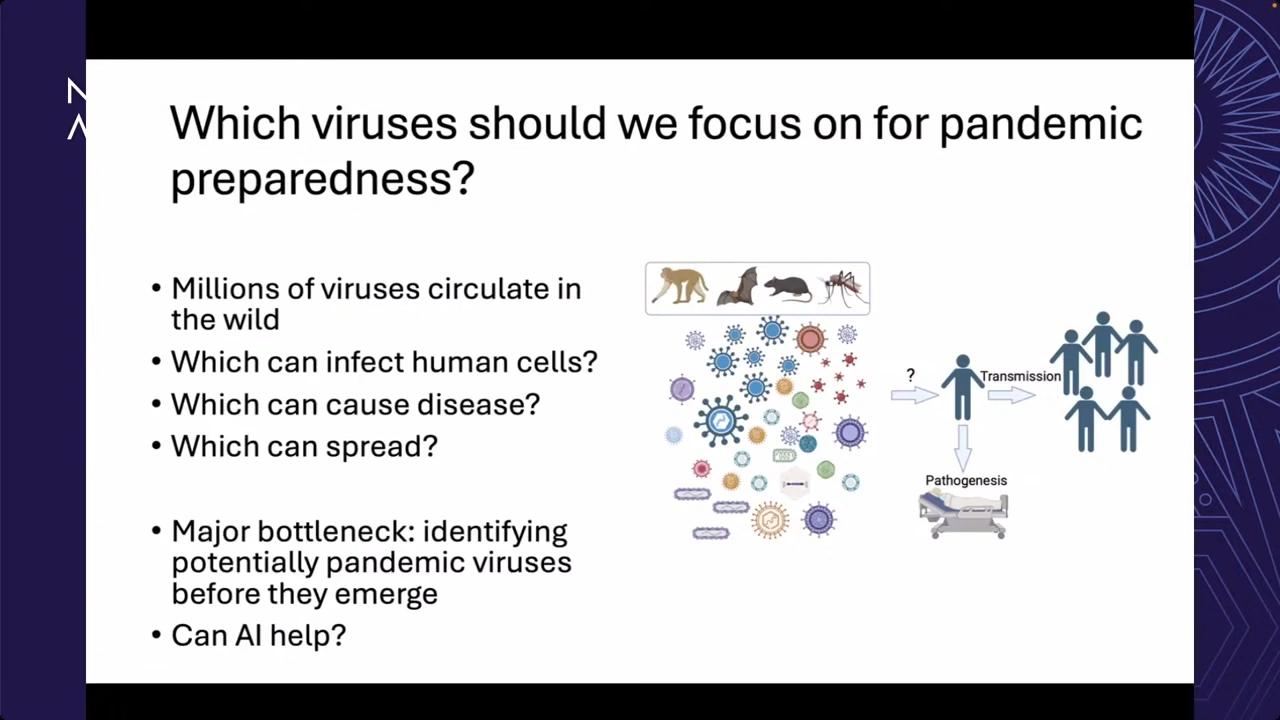 N
A
Which viruses should we focus on for pandemic
preparedness?
• Millions of viruses circulate in
the wild
• Which can infect human cells?
• Which can cause disease?
• Which can spread?
• Major bottleneck: identifying
potentially pandemic viruses
before they emerge
• Can AI help?
?
Transmission
Pathogenesis